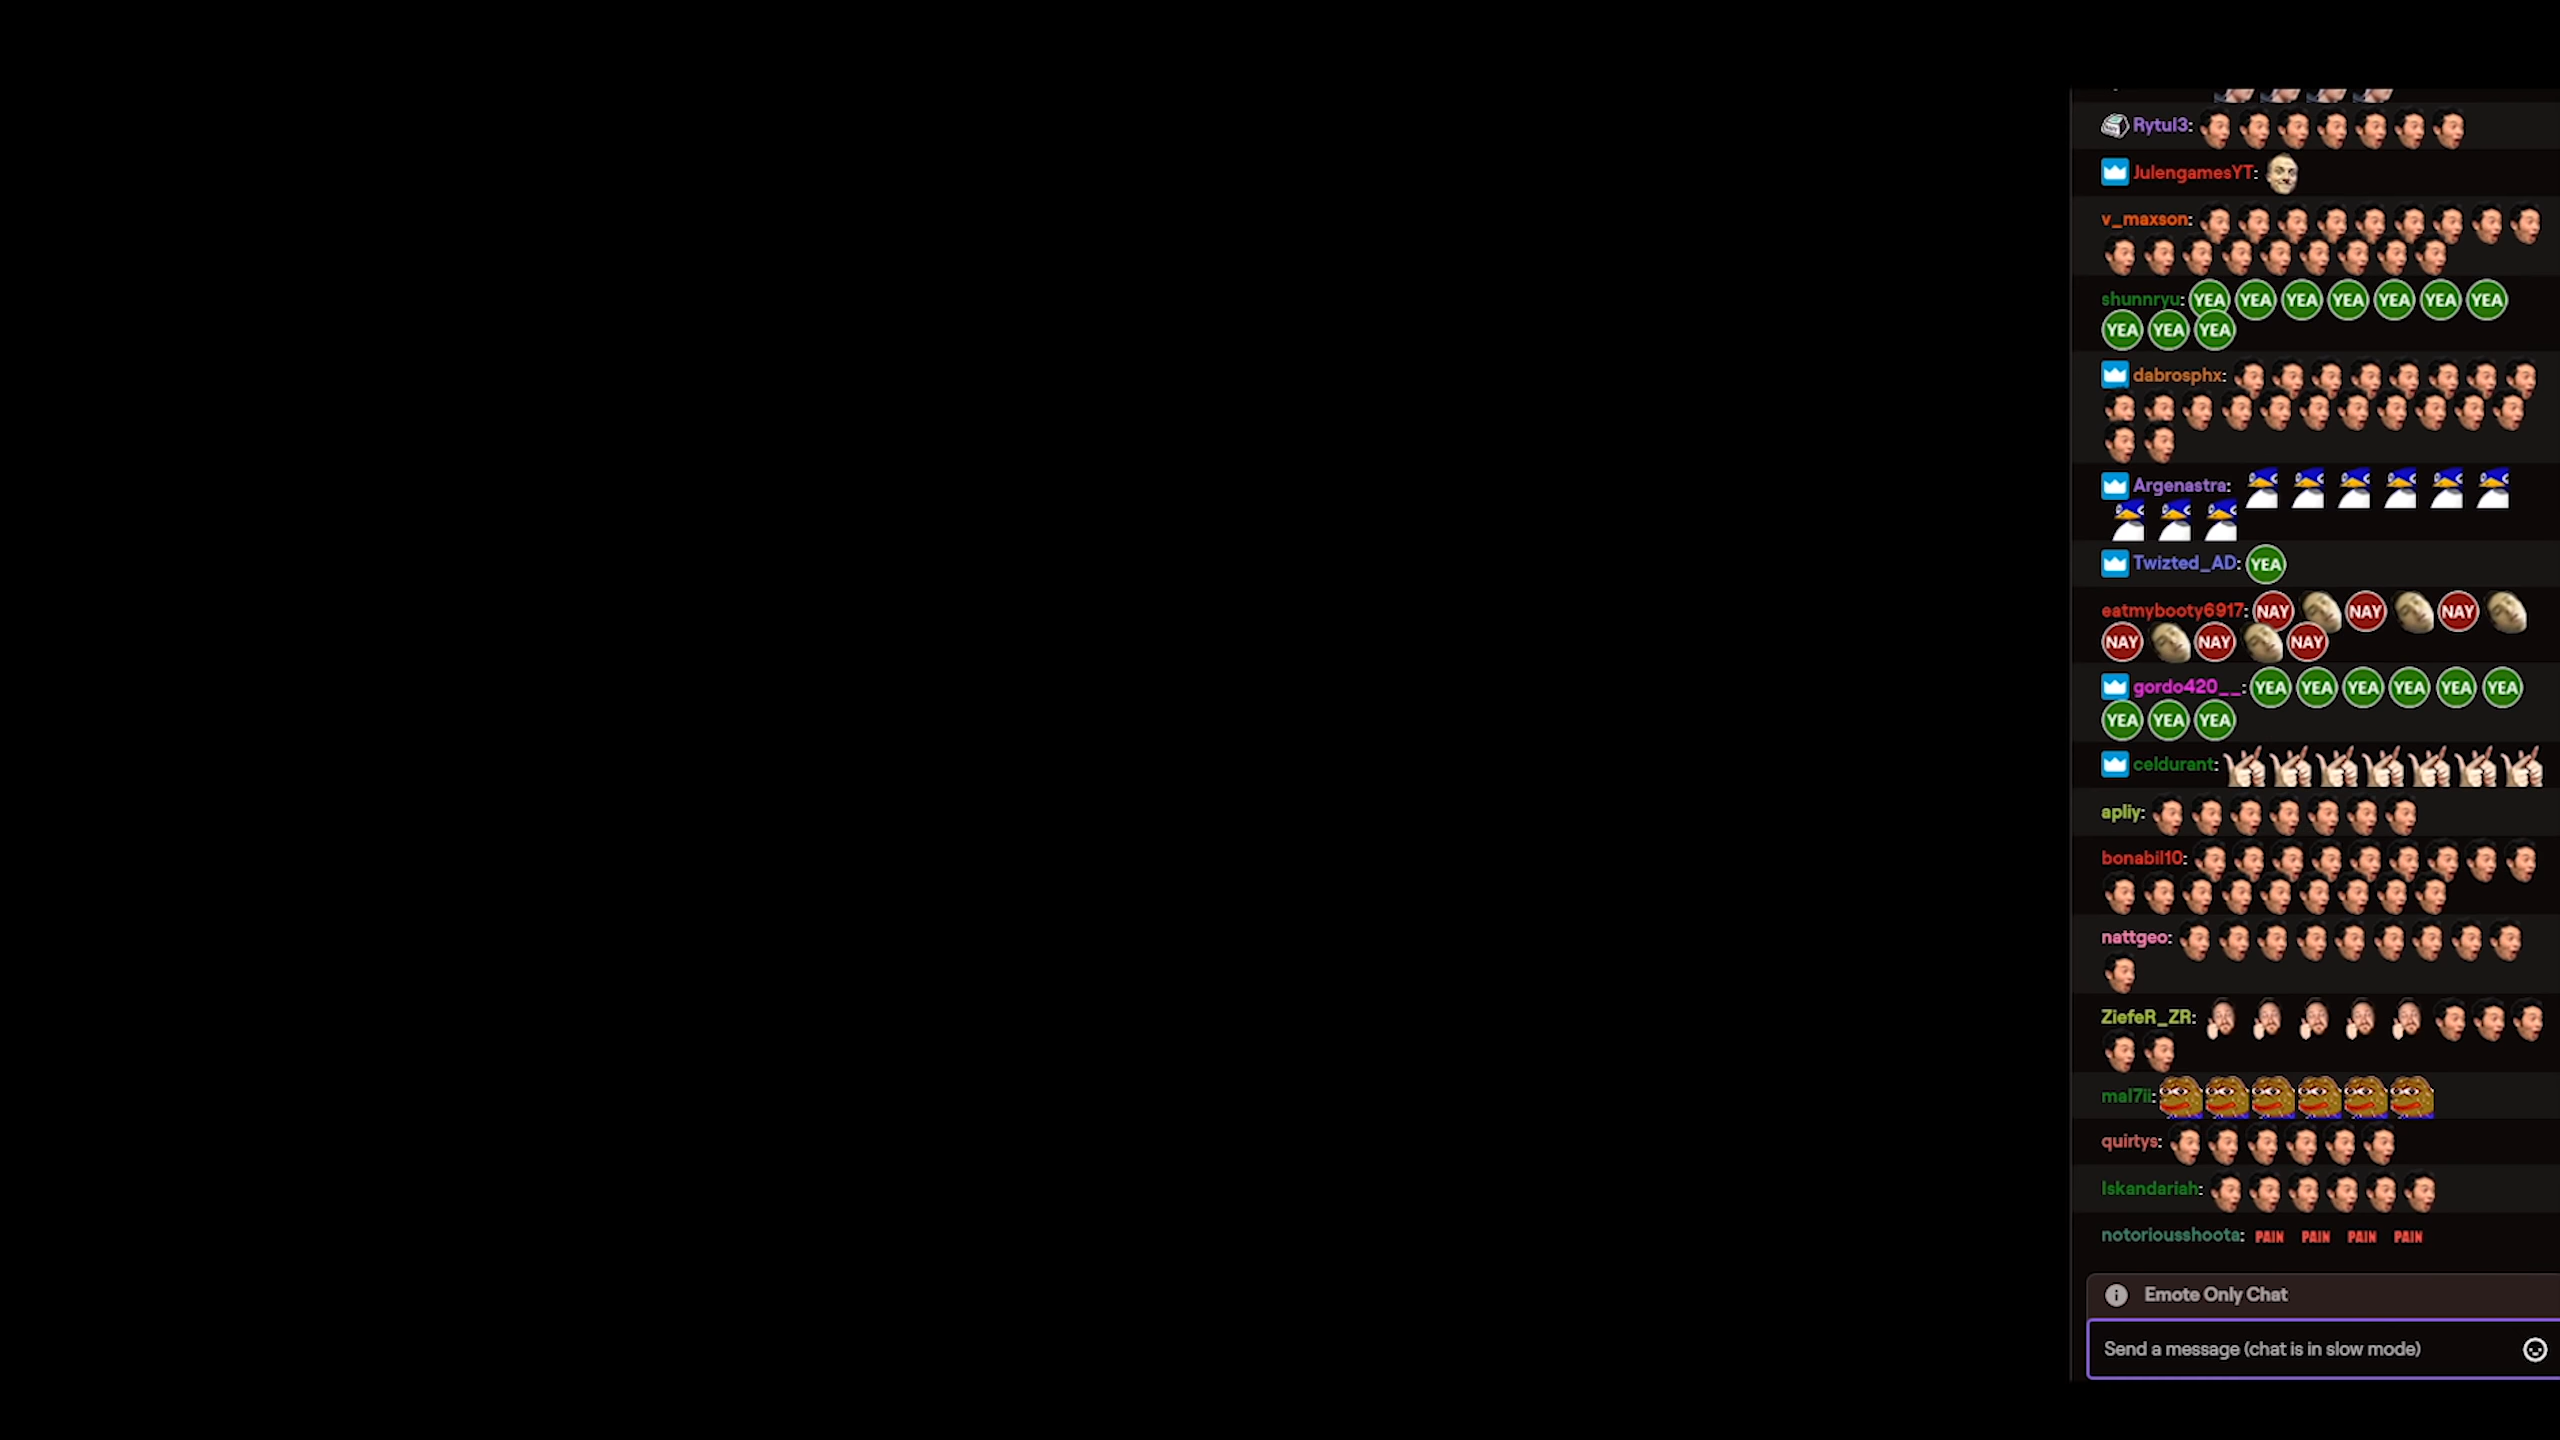 Rytul3:
JulengamesYT:
v_maxson:
shunnryu: YEA YEA YEA YEA YEA YEA YEA
YEA YEA YEA
dabrosphx:
Argenastra:
Twizted_AD: YEA
eatmybooty6917: NAY NAY NAY
NAY NAY NAY
gordo420__: YEA YEA YEA YEA YEA YEA
YEA YEA YEA
celdurant:
apliy:
bonabil10:
nattgeo:
ZiefeR_ZR:
mal7ii:
quirtys:
Iskandariah:
notoriousshoota: PAIN PAIN PAIN PAIN
Emote Only Chat
Send a message (chat is in slow mode)